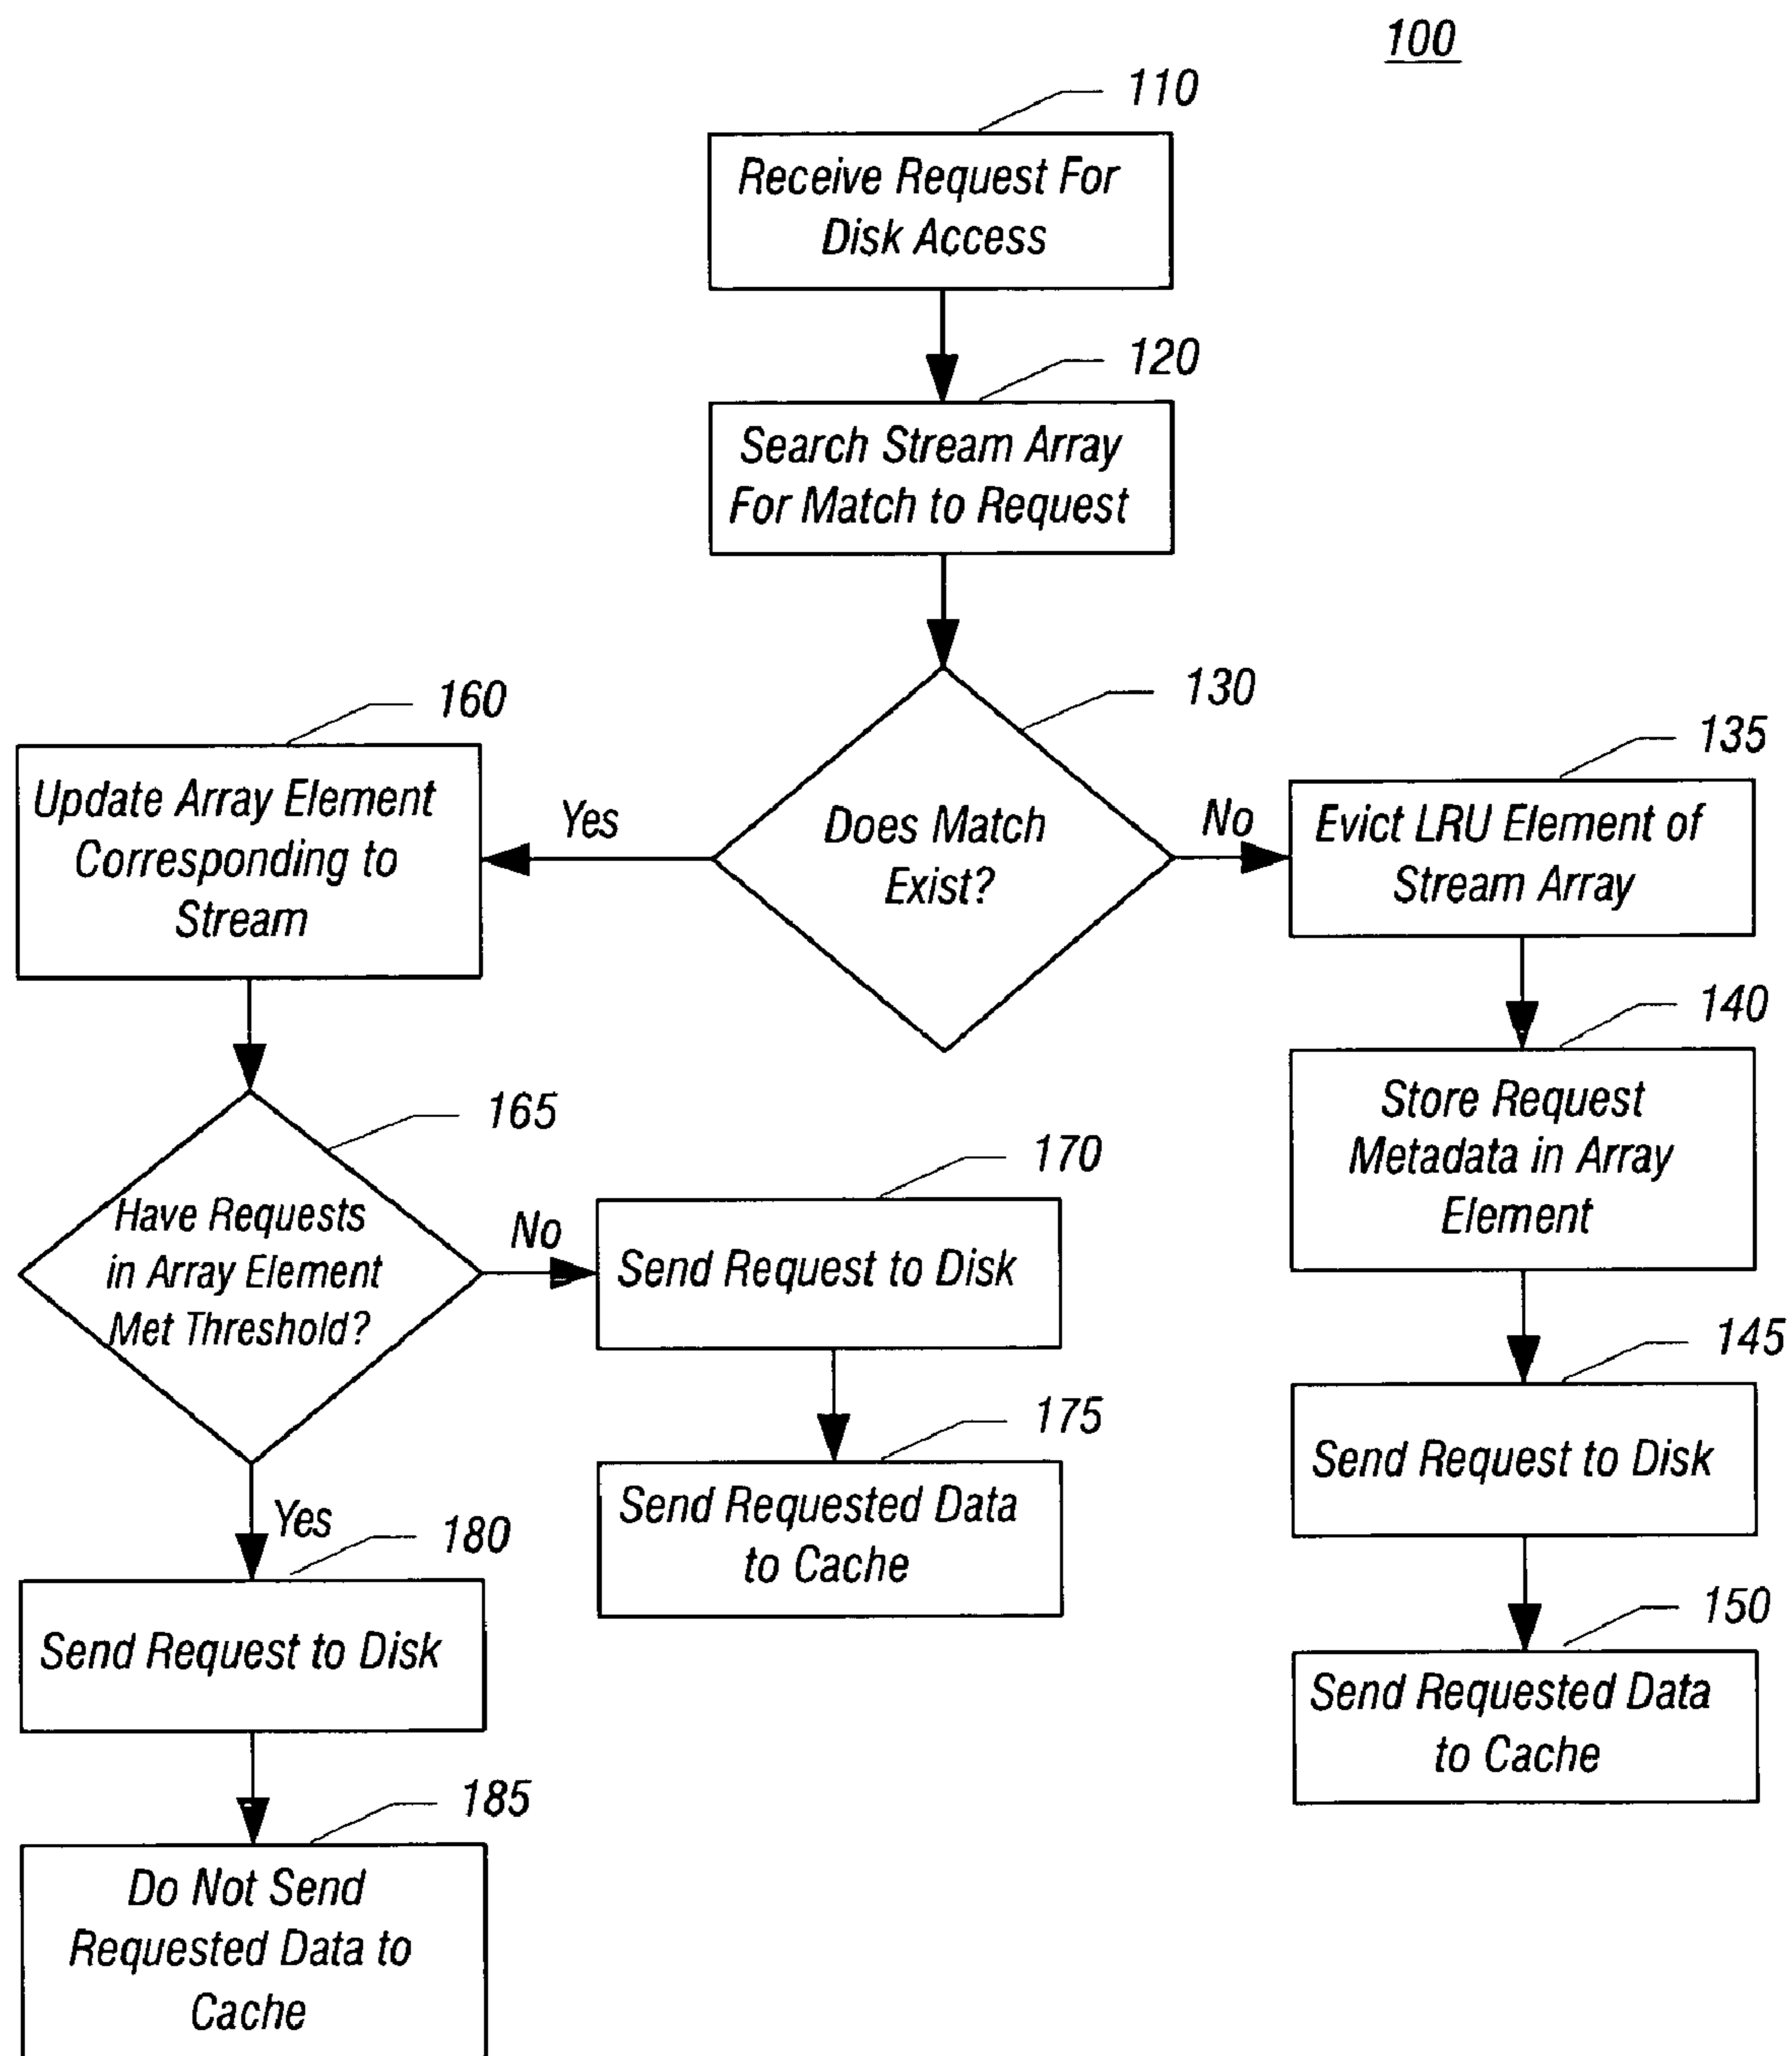 100
110
Receive Request For
Disk Access
120
Search Stream Array
For Match to Request
130
Does Match
Exist?
Yes
No
160
Update Array Element
Corresponding to
Stream
135
Evict LRU Element of
Stream Array
140
Store Request
Metadata in Array
Element
145
Send Request to Disk
150
Send Requested Data
to Cache
165
Have Requests
in Array Element
Met Threshold?
No
170
Send Request to Disk
175
Send Requested Data
to Cache
Yes
180
Send Request to Disk
185
Do Not Send
Requested Data to
Cache